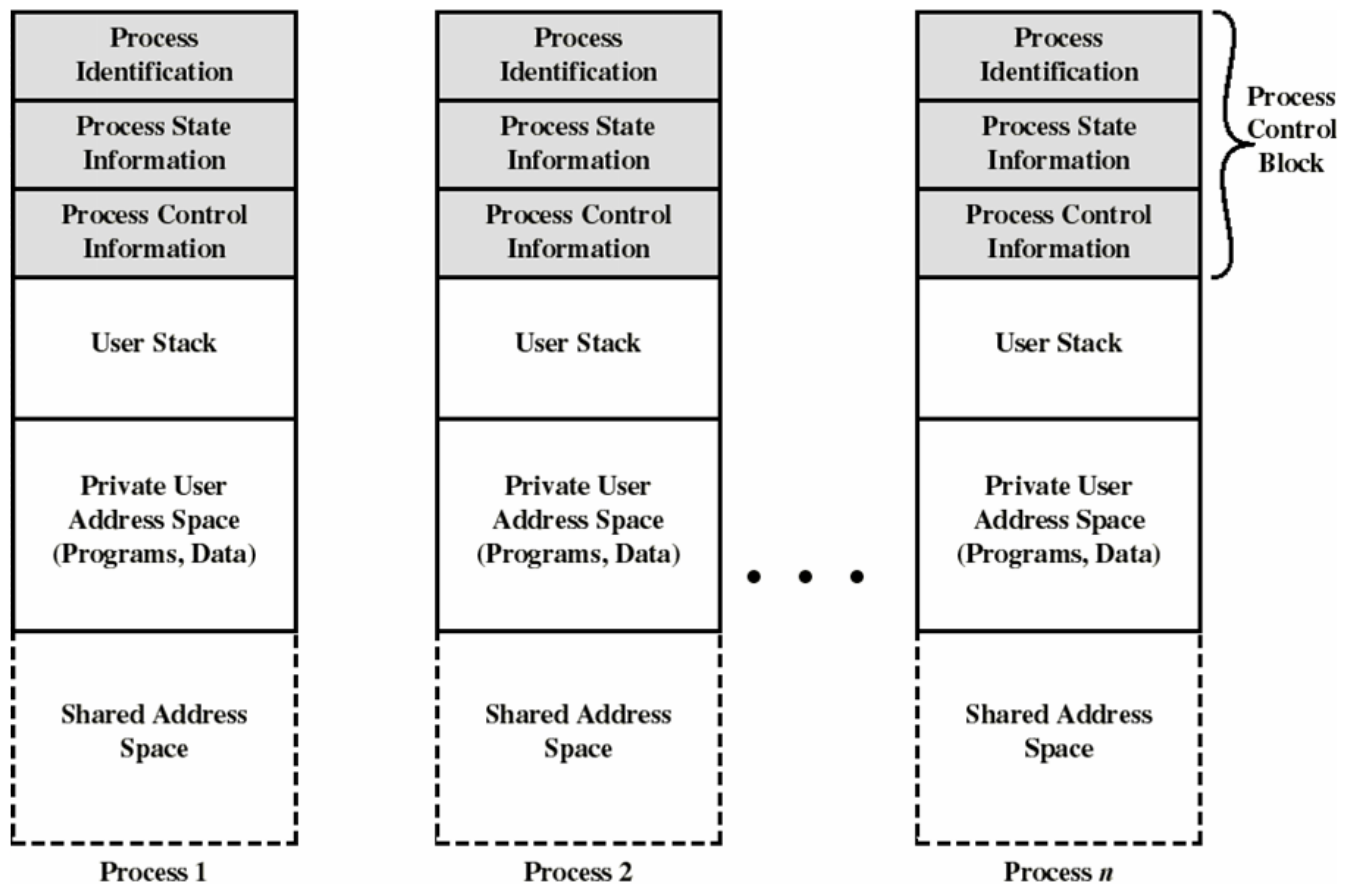 Process
Identification
Process State
Information
Process Control
Information
User Stack
Private User
Address Space
(Programs, Data)
Shared Address
Space
Process 1
Process
Identification
Process State
Information
Process Control
Information
User Stack
Private User
Address Space
(Programs, Data)
Shared Address
Space
Process 2
• • •
Process
Identification
Process State
Information
Process Control
Information
User Stack
Private User
Address Space
(Programs, Data)
Shared Address
Space
Process n
Process
Control
Block